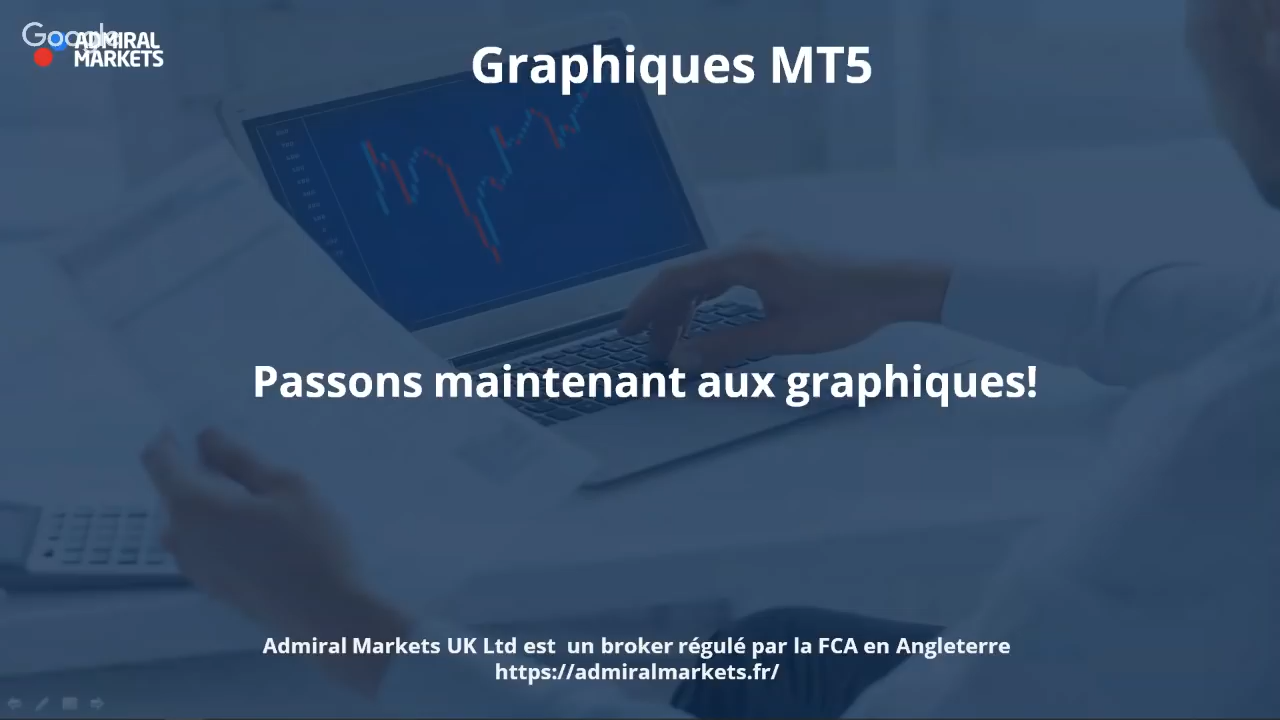 Google
ADMIRAL
MARKETS
Graphiques MT5
Passons maintenant aux graphiques!
Admiral Markets UK Ltd est  un broker régulé par la FCA en Angleterre
https://admiralmarkets.fr/